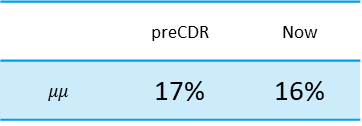 preCDR Now
μμ 17% 16%